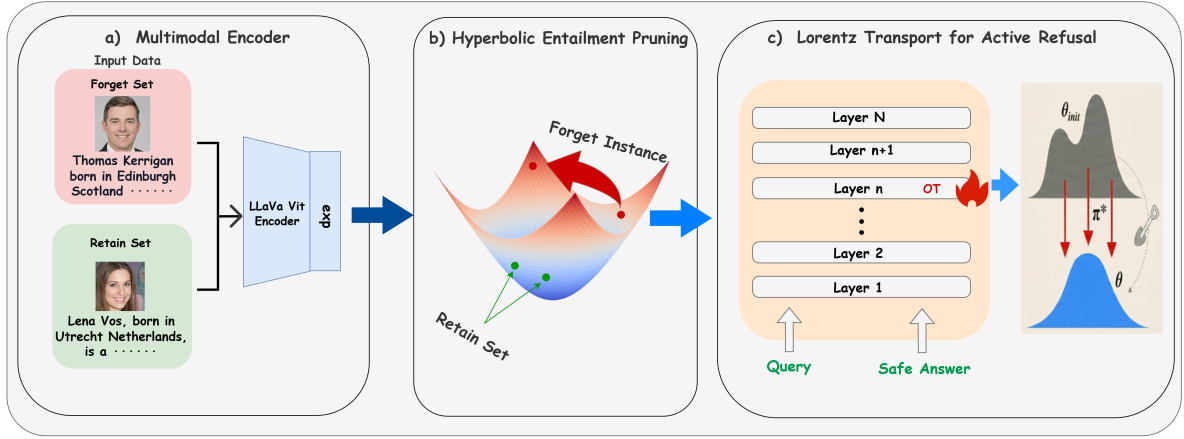 a) Multimodal Encoder
Input Data
Forget Set
Thomas Kerrigan
born in Edinburgh
Scotland · · · · · ·
Retain Set
Lena Vos, born in
Utrecht Netherlands,
is a · · · · · ·
LLaVa Vit
Encoder
exp
b) Hyperbolic Entailment Pruning
Forget Instance
Retain Set
c) Lorentz Transport for Active Refusal
Layer N
Layer n+1
Layer n OT
Layer 2
Layer 1
Query
Safe Answer
θinit
π*
θ